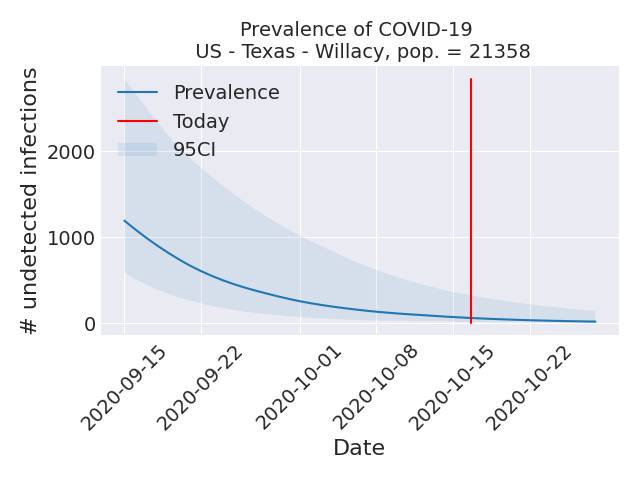 Prevalence of COVID-19
US - Texas - Willacy, pop. = 21358
Prevalence
Today
95CI
# undetected infections
2000
1000
0
2020-09-15
2020-09-22
2020-10-01
2020-10-08
2020-10-15
2020-10-22
Date